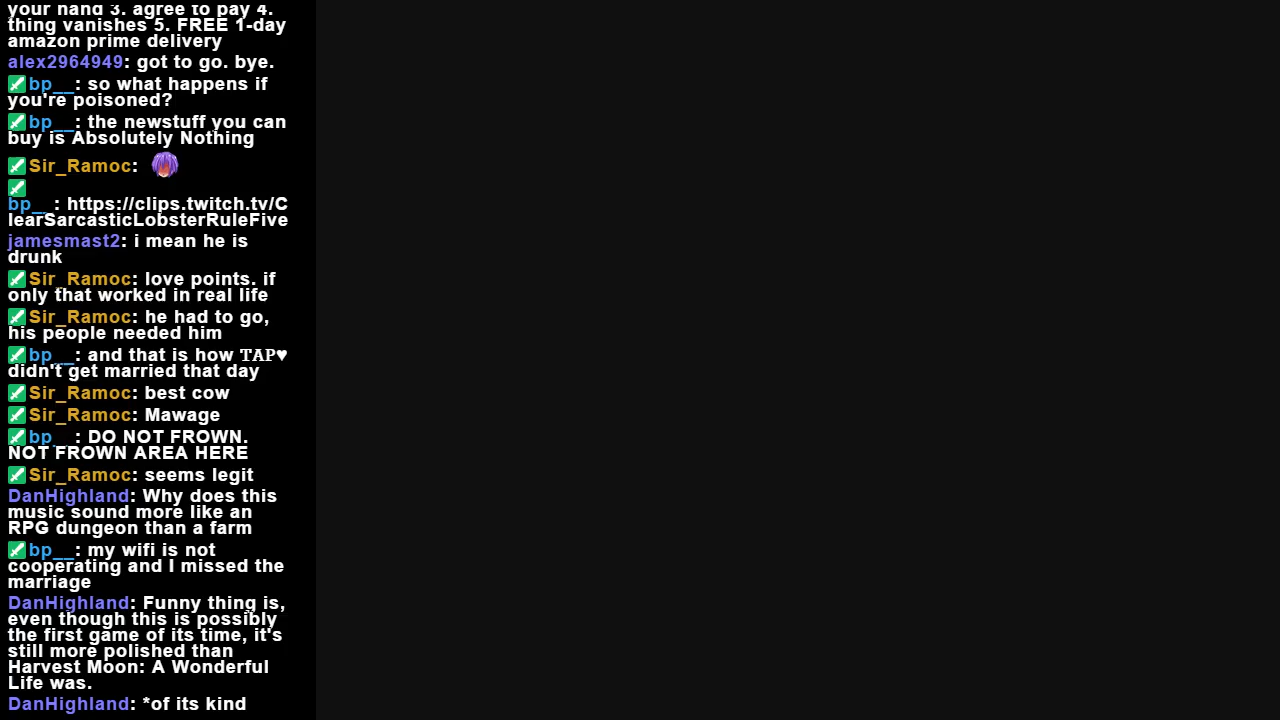 your hand 3. agree to pay 4.
thing vanishes 5. FREE 1-day
amazon prime delivery
alex2964949: got to go. bye.
bp__: so what happens if
you're poisoned?
bp__: the newstuff you can
buy is Absolutely Nothing
Sir_Ramoc:
bp__: https://clips.twitch.tv/C
learSarcasticLobsterRuleFive
jamesmast2: i mean he is
drunk
Sir_Ramoc: love points. if
only that worked in real life
Sir_Ramoc: he had to go,
his people needed him
bp__: and that is how TAP♥
didn't get married that day
Sir_Ramoc: best cow
Sir_Ramoc: Mawage
bp__: DO NOT FROWN.
NOT FROWN AREA HERE
Sir_Ramoc: seems legit
DanHighland: Why does this
music sound more like an
RPG dungeon than a farm
bp__: my wifi is not
cooperating and I missed the
marriage
DanHighland: Funny thing is,
even though this is possibly
the first game of its time, it's
still more polished than
Harvest Moon: A Wonderful
Life was.
DanHighland: *of its kind